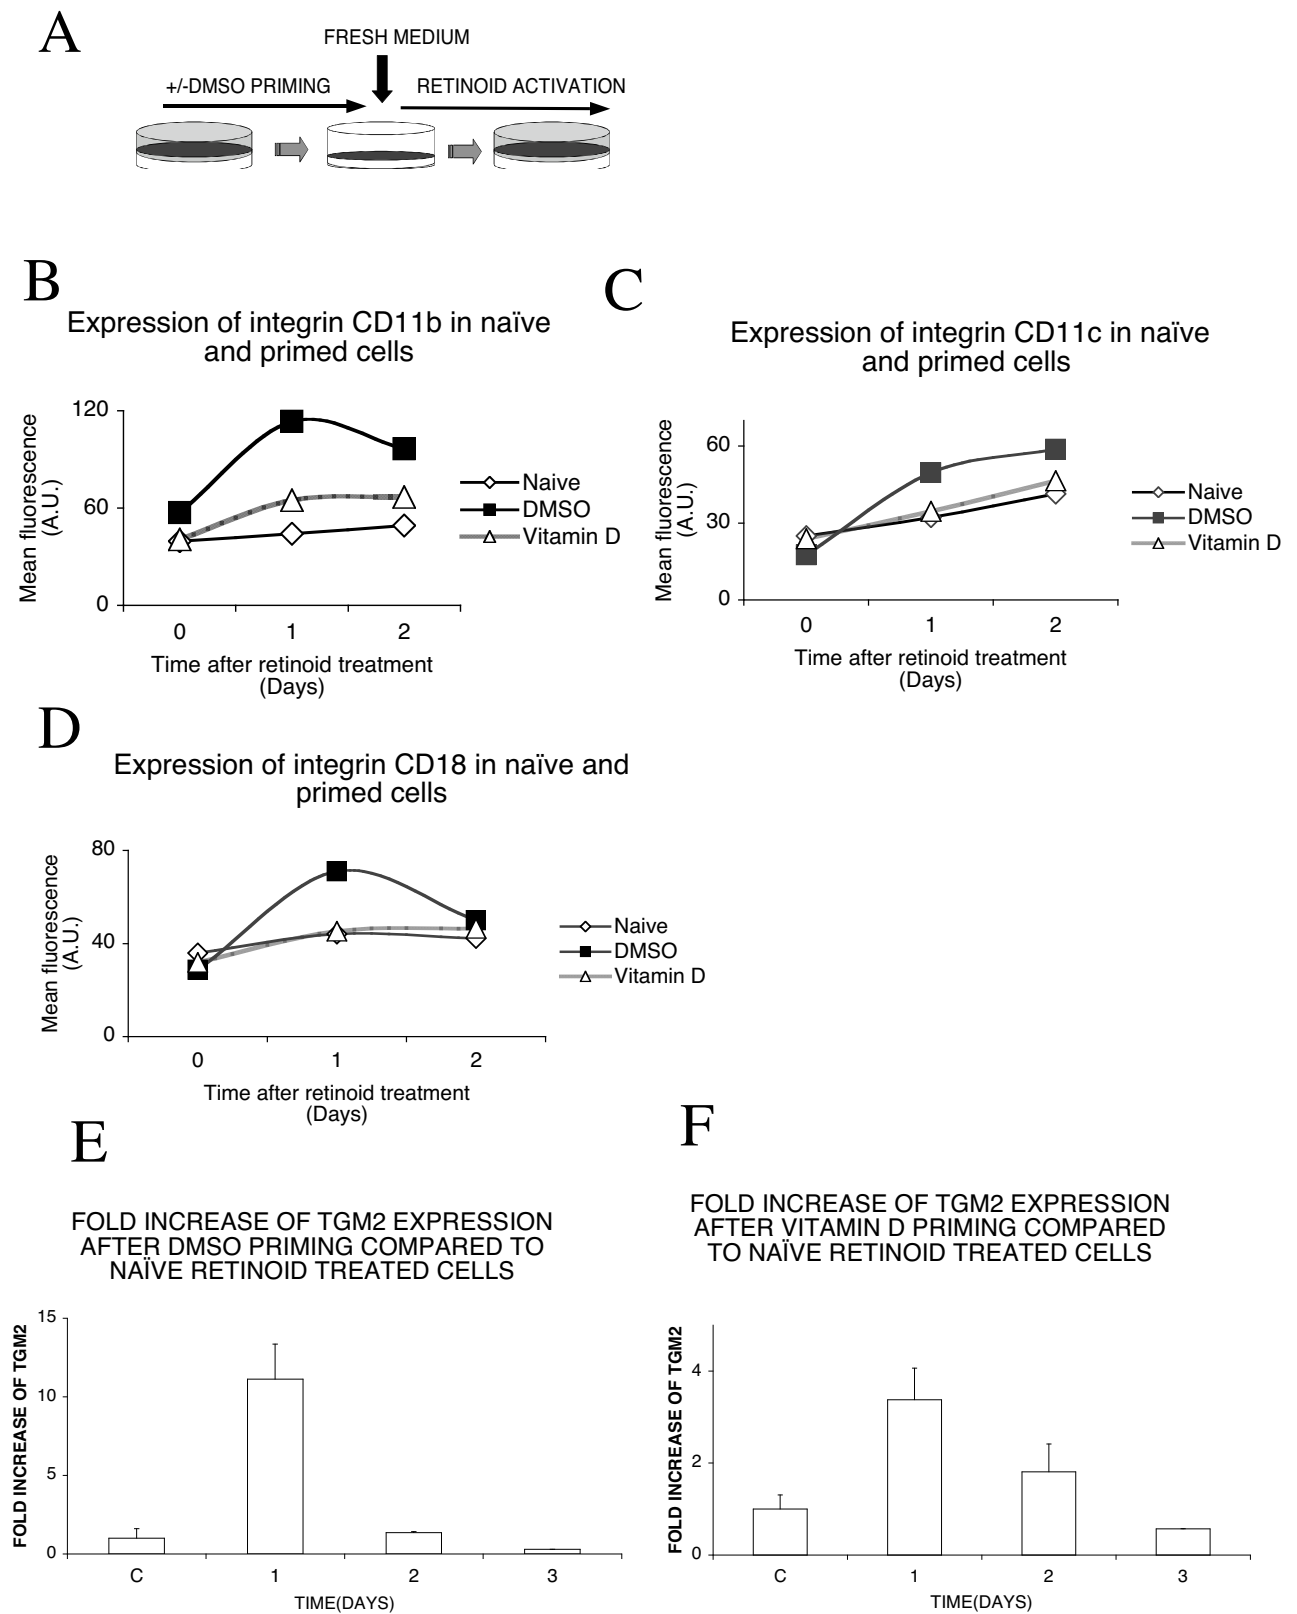 A
FRESH MEDIUM
+/-DMSO PRIMING
RETINOID ACTIVATION
B
Expression of integrin CD11b in naïve
and primed cells
Mean fluorescence
(A.U.)
120
60
0
0 1 2
Time after retinoid treatment
(Days)
Naive
DMSO
Vitamin D
C
Expression of integrin CD11c in naïve
and primed cells
Mean fluorescence
(A.U.)
60
30
0
0 1 2
Time after retinoid treatment
(Days)
Naive
DMSO
Vitamin D
D
Expression of integrin CD18 in naïve and
primed cells
Mean fluorescence
(A.U.)
80
40
0
0 1 2
Time after retinoid treatment
(Days)
Naive
DMSO
Vitamin D
E
FOLD INCREASE OF TGM2 EXPRESSION
AFTER DMSO PRIMING COMPARED TO
NAÏVE RETINOID TREATED CELLS
FOLD INCREASE OF TGM2
15
10
5
0
C 1 2 3
TIME(DAYS)
F
FOLD INCREASE OF TGM2 EXPRESSION
AFTER VITAMIN D PRIMING COMPARED
TO NAÏVE RETINOID TREATED CELLS
FOLD INCREASE OF TGM2
4
2
0
C 1 2 3
TIME(DAYS)